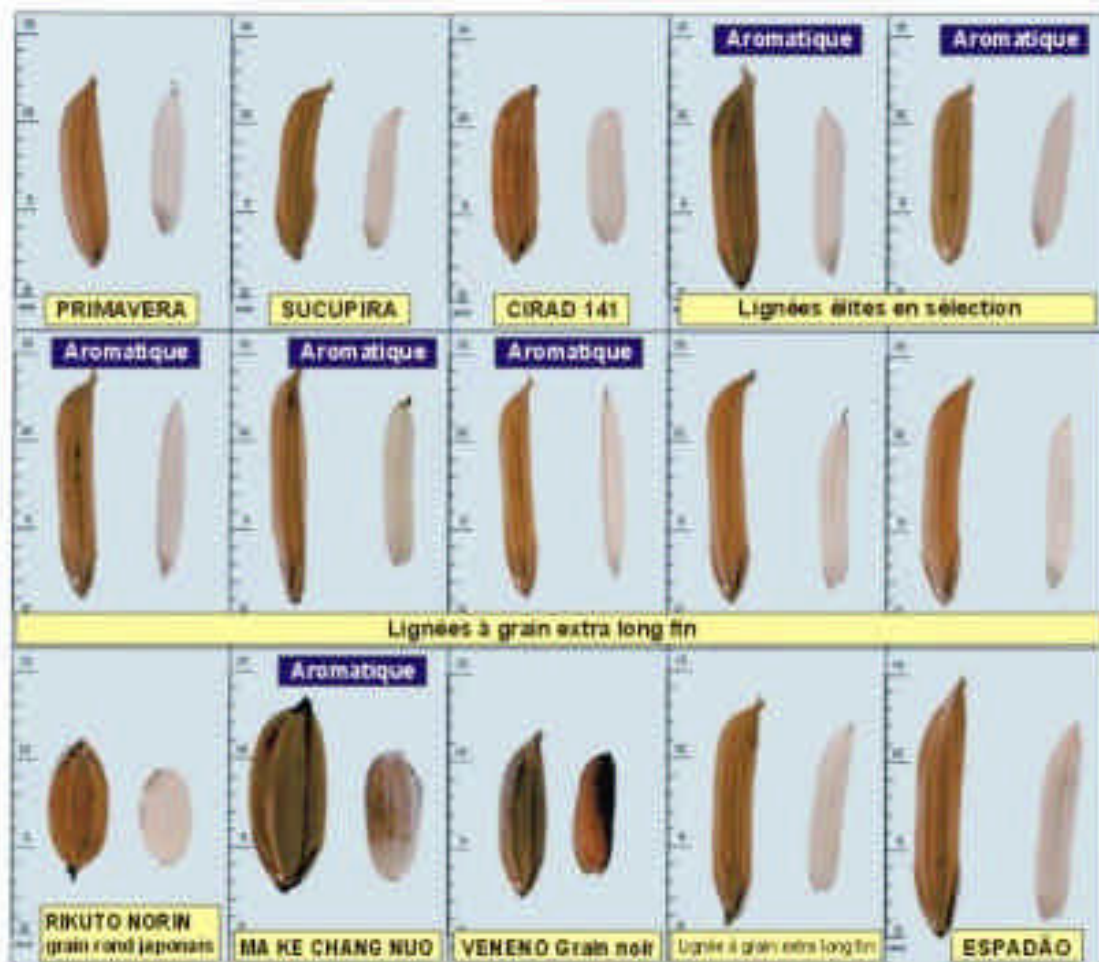 Aromatique
Aromatique
PRIMAVERA
SUCUPIRA
CIRAD 141
Lignées élites en sélection
Aromatique
Aromatique
Aromatique
Lignées à grain extra long fin
Aromatique
RIKUTO NORIN
grain rond japonais
MA KE CHANG NUO
VENENO Grain noir
Lignée à grain extra long fin
ESPADÃO